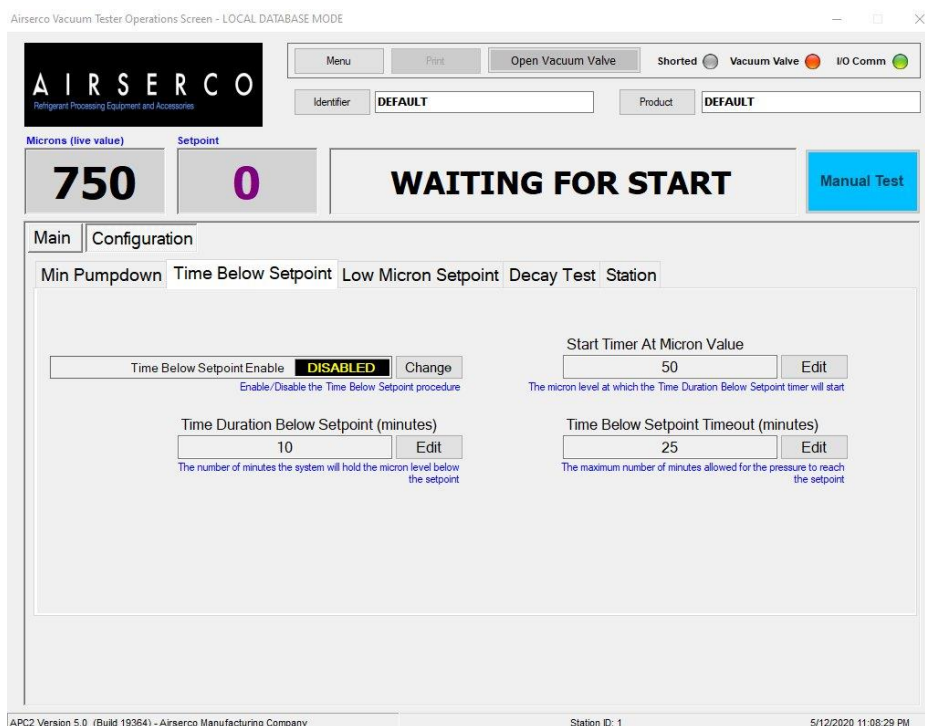 Airserco Vacuum Tester Operations Screen - LOCAL DATABASE MODE
AIRSERCO
Refrigerant Processing Equipment and Accessories
Menu
Print
Open Vacuum Valve
Shorted
Vacuum Valve
I/O Comm
Identifier
DEFAULT
Product
DEFAULT
Microns (live value)
Setpoint
750
0
WAITING FOR START
Manual Test
Main
Configuration
Min Pumpdown
Time Below Setpoint
Low Micron Setpoint
Decay Test
Station
Time Below Setpoint Enable
DISABLED
Change
Enable/Disable the Time Below Setpoint procedure
Start Timer At Micron Value
50
Edit
The micron level at which the Time Duration Below Setpoint timer will start
Time Duration Below Setpoint (minutes)
10
Edit
The number of minutes the system will hold the micron level below
the setpoint
Time Below Setpoint Timeout (minutes)
25
Edit
The maximum number of minutes allowed for the pressure to reach
the setpoint
APC2 Version 5.0 (Build 19364) - Airserco Manufacturing Company
Station ID: 1
5/12/2020 11:08:29 PM